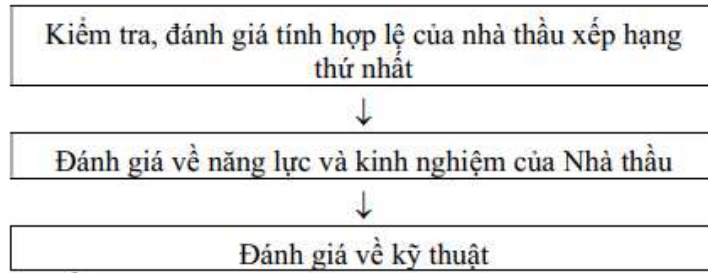 Kiểm tra, đánh giá tính hợp lệ của nhà thầu xếp hạng
thứ nhất
↓
Đánh giá về năng lực và kinh nghiệm của Nhà thầu
↓
Đánh giá về kỹ thuật